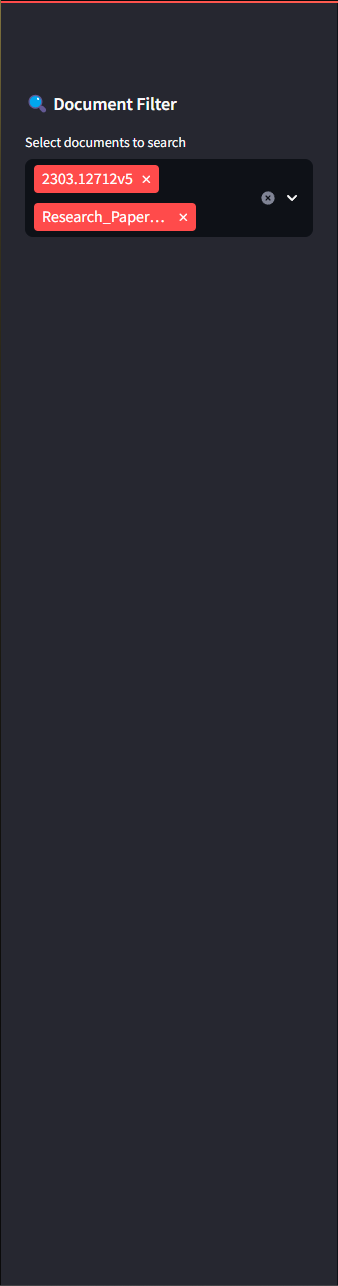 Document Filter
Select documents to search
2303.12712v5
Research_Paper...